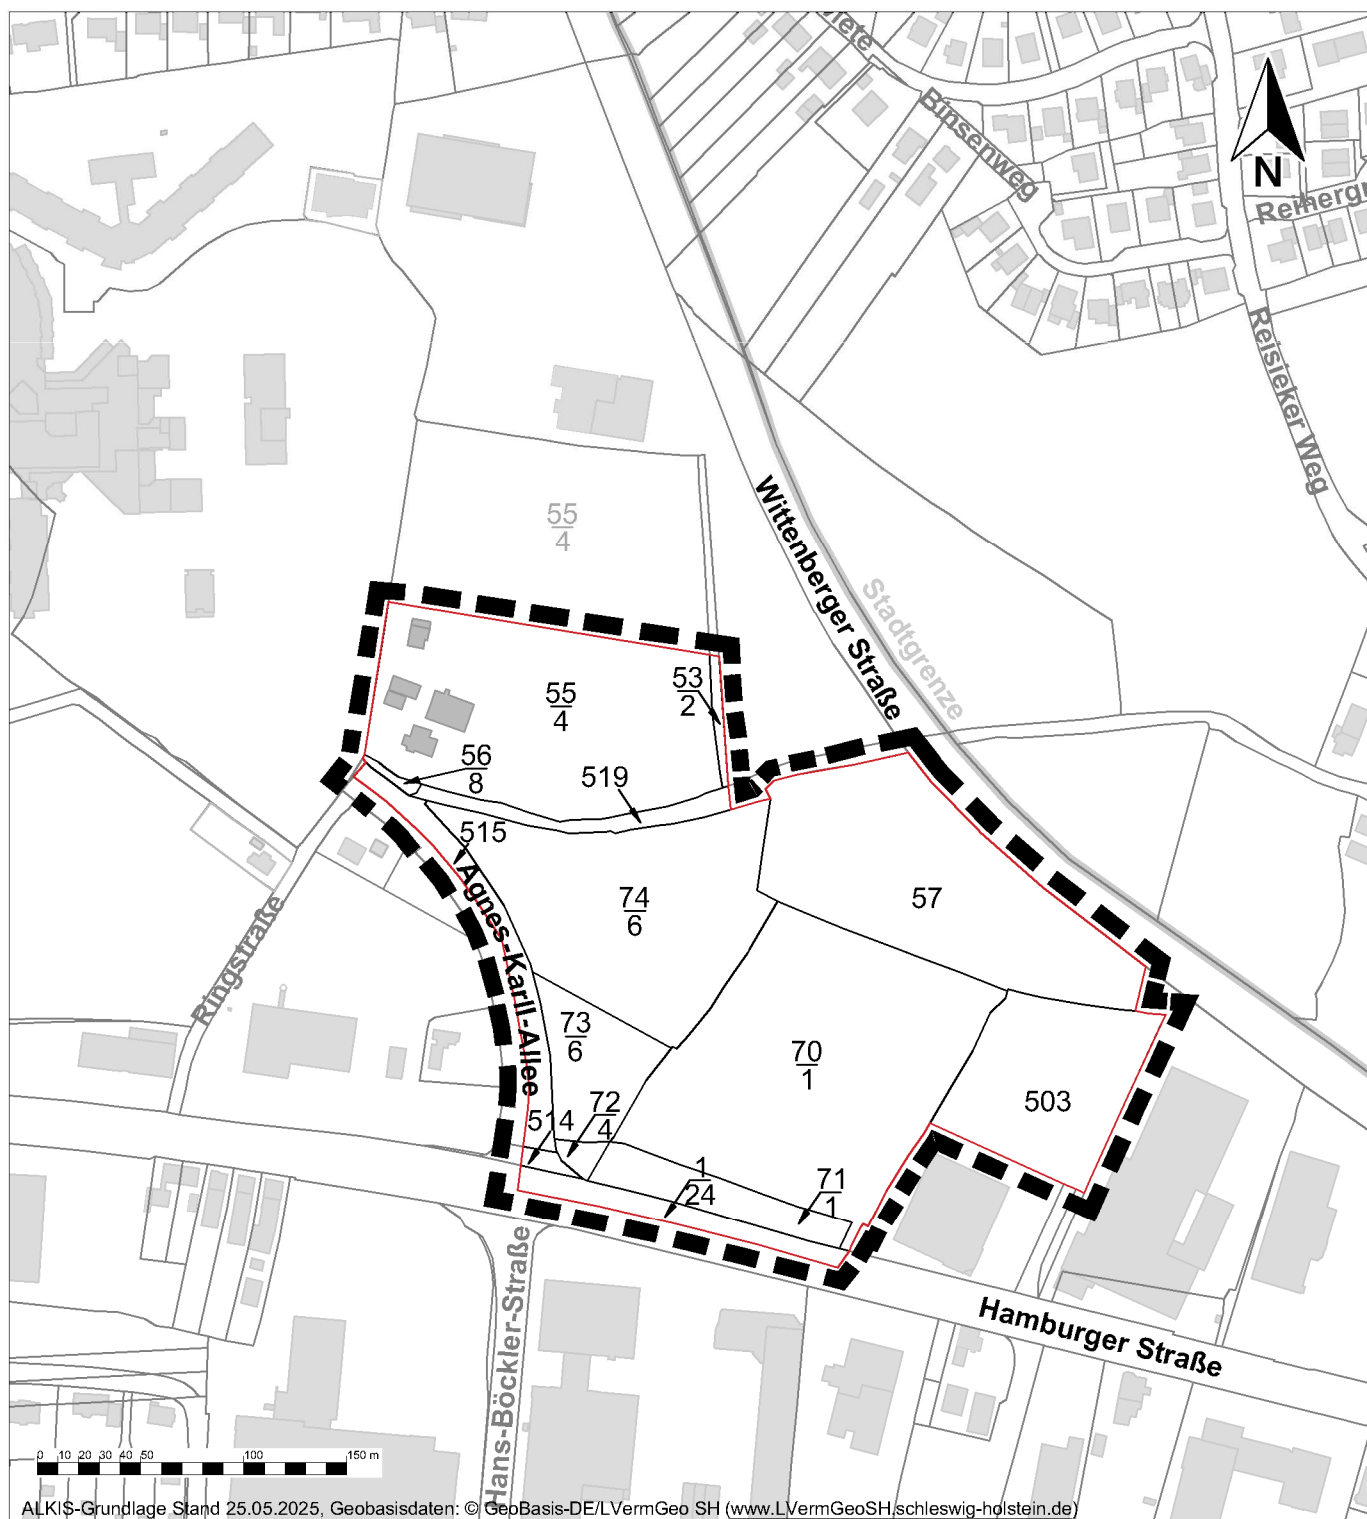 Binsenweg
N
Reisieker Weg
55
4
Wittenberger Straße
Stadtgrenze
53
2
55
4
56
8
519
515
Agnes-Karll-Allee
74
6
57
Ringstraße
73
6
70
1
503
514
72
4
1
24
71
1
Hans-Böckler-Straße
Hamburger Straße
0 10 20 30 40 50 100 150 m
ALKIS-Grundlage Stand 25.05.2025, Geobasisdaten: © GeoBasis-DE/LVermGeo SH (www.LVermGeoSH.schleswig-holstein.de)